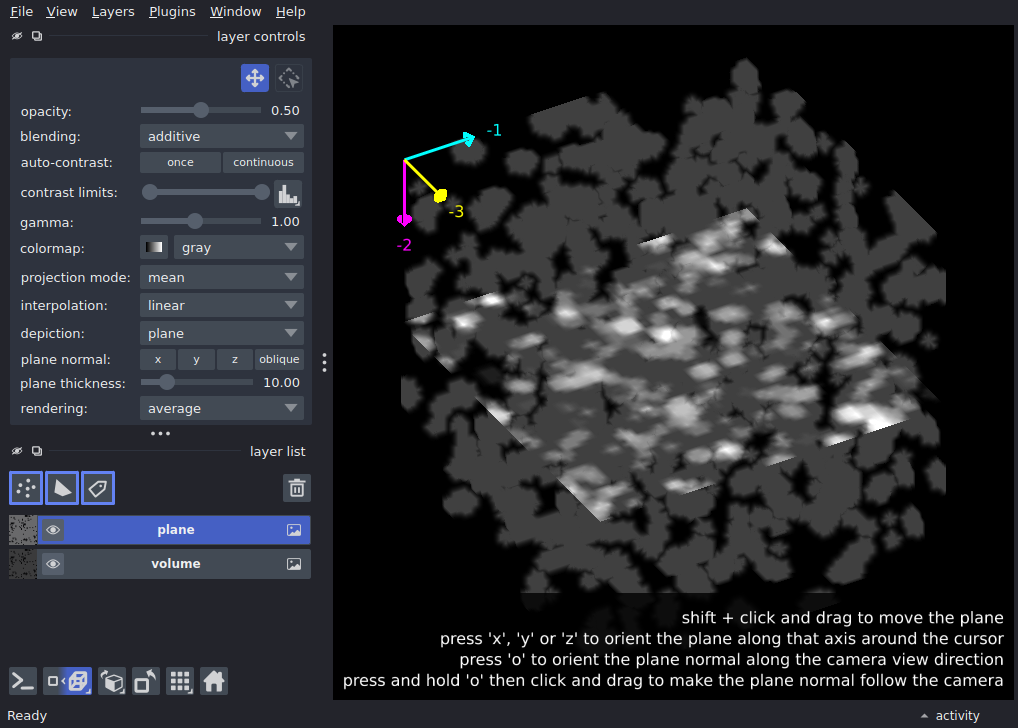 File View Layers Plugins Window Help
layer controls
opacity: 0.50
blending: additive
auto-contrast: once continuous
contrast limits:
gamma: 1.00
colormap: gray
projection mode: mean
interpolation: linear
depiction: plane
plane normal: x y z oblique
plane thickness: 10.00
rendering: average
layer list
plane
volume
-1
-3
-2
shift + click and drag to move the plane
press 'x', 'y' or 'z' to orient the plane along that axis around the cursor
press 'o' to orient the plane normal along the camera view direction
press and hold 'o' then click and drag to make the plane normal follow the camera
Ready
activity